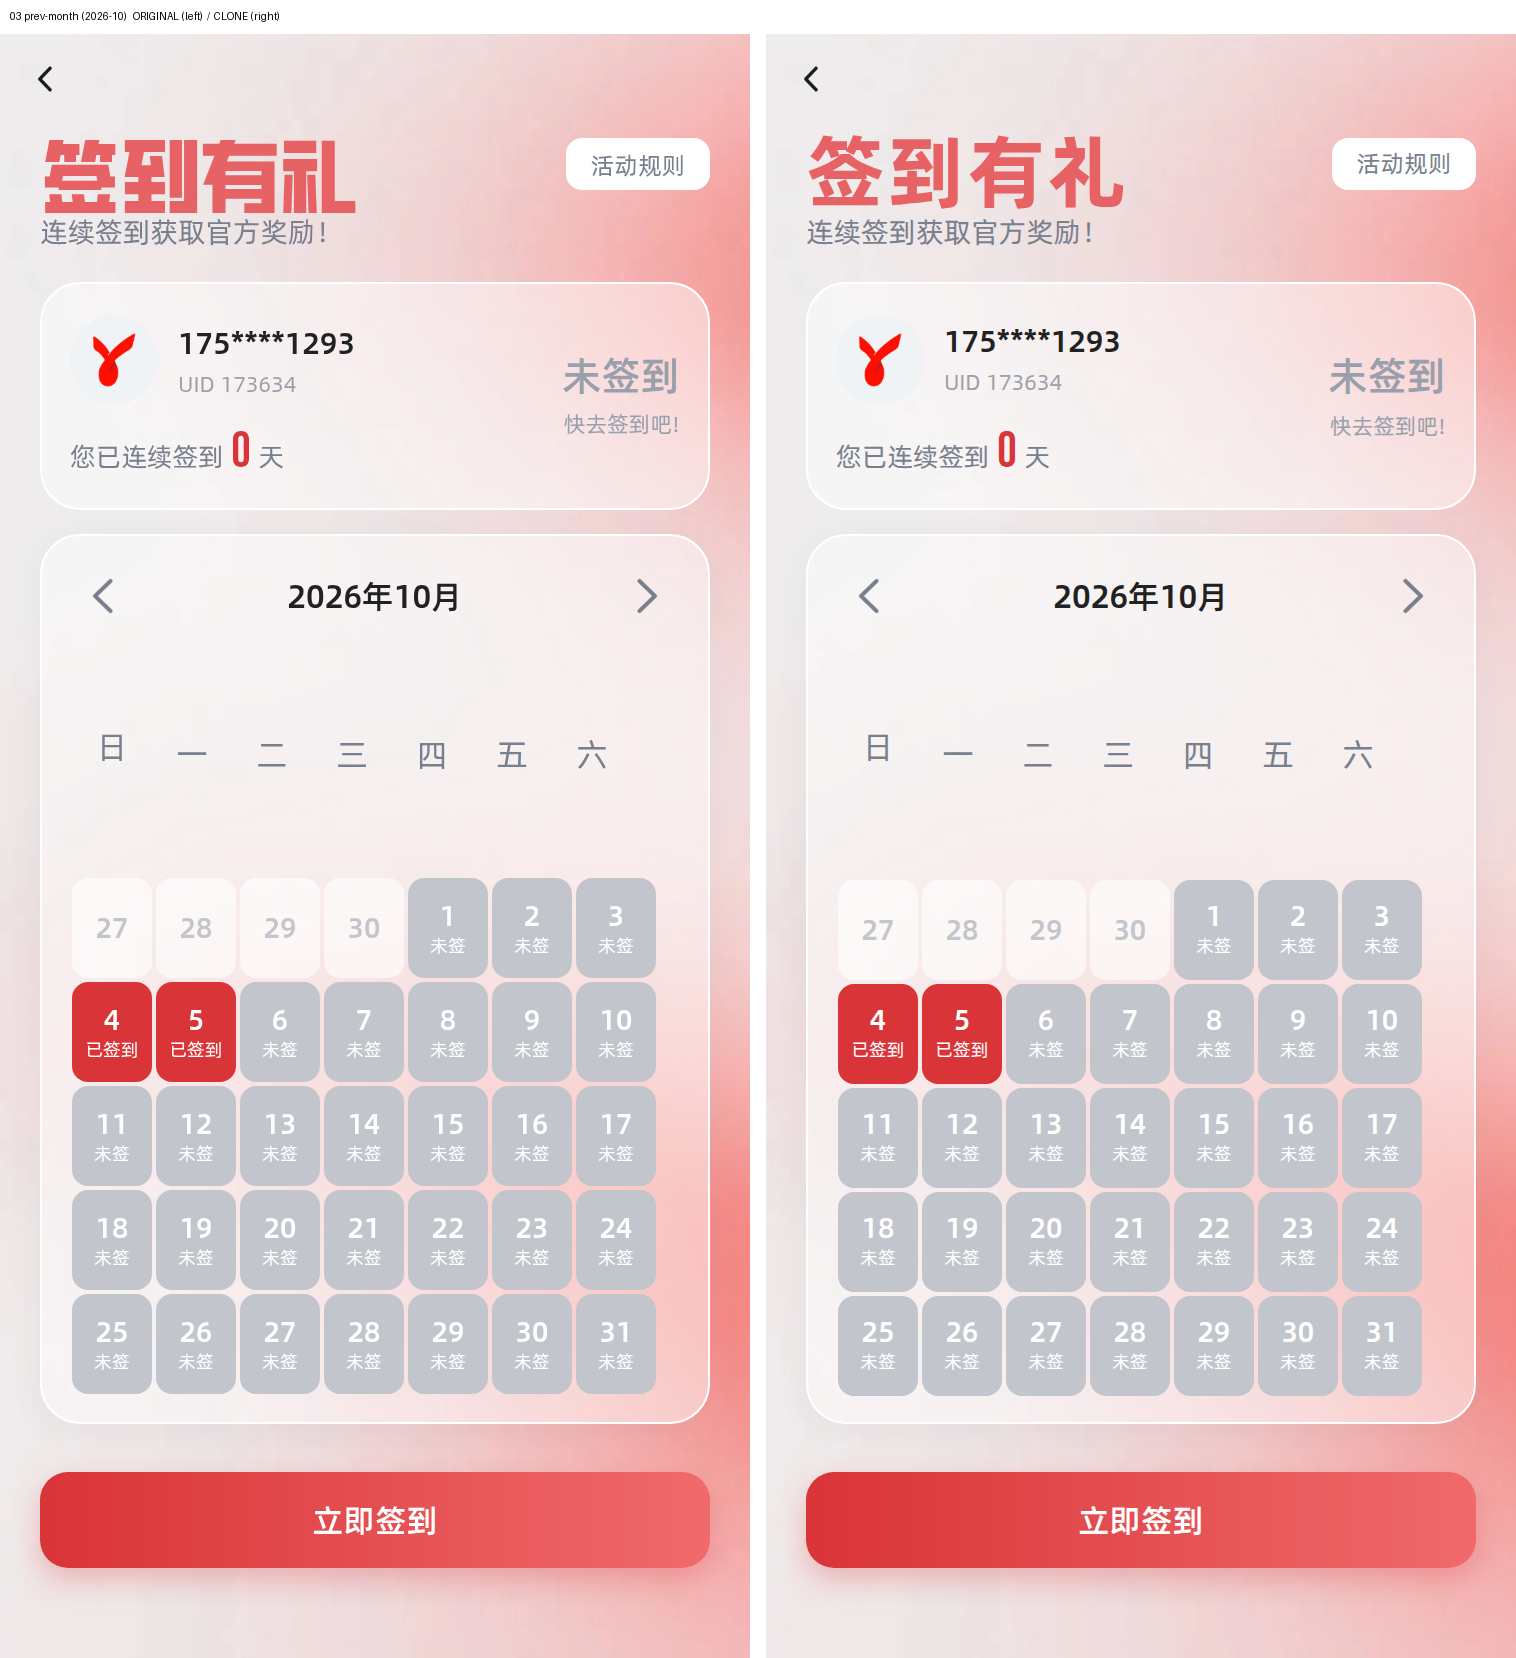 03 prev-month (2026-10) ORIGINAL (left) / CLONE (right)
签到有礼
活动规则
连续签到获取官方奖励！
175****1293
UID 173634
未签到
快去签到吧!
您已连续签到 0 天
2026年10月
日 一 二 三 四 五 六
27 28 29 30 1 2 3
未签 未签 未签
4 5 6 7 8 9 10
已签到 已签到 未签 未签 未签 未签 未签
11 12 13 14 15 16 17
未签 未签 未签 未签 未签 未签 未签
18 19 20 21 22 23 24
未签 未签 未签 未签 未签 未签 未签
25 26 27 28 29 30 31
未签 未签 未签 未签 未签 未签 未签
立即签到
签到有礼
活动规则
连续签到获取官方奖励！
175****1293
UID 173634
未签到
快去签到吧!
您已连续签到 0 天
2026年10月
日 一 二 三 四 五 六
27 28 29 30 1 2 3
未签 未签 未签
4 5 6 7 8 9 10
已签到 已签到 未签 未签 未签 未签 未签
11 12 13 14 15 16 17
未签 未签 未签 未签 未签 未签 未签
18 19 20 21 22 23 24
未签 未签 未签 未签 未签 未签 未签
25 26 27 28 29 30 31
未签 未签 未签 未签 未签 未签 未签
立即签到